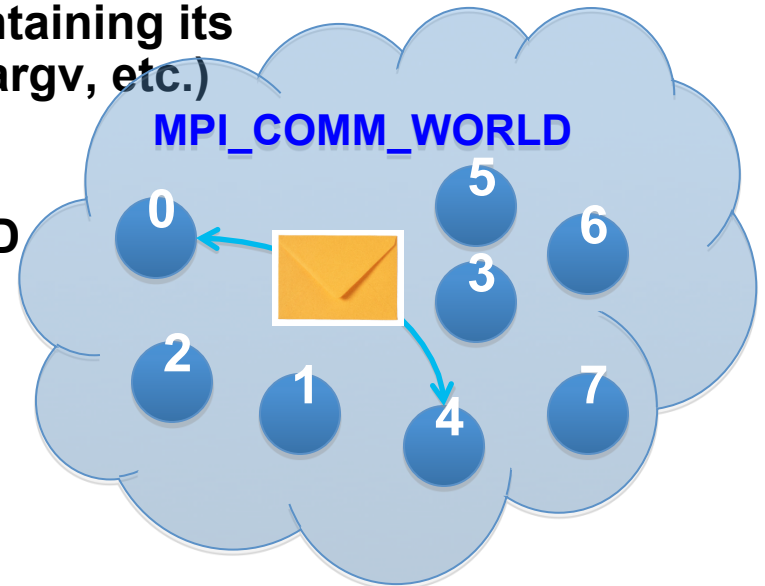 ntaining its
argv, etc.)
MPI_COMM_WORLD
5
0
6
D
3
2
1
7
4